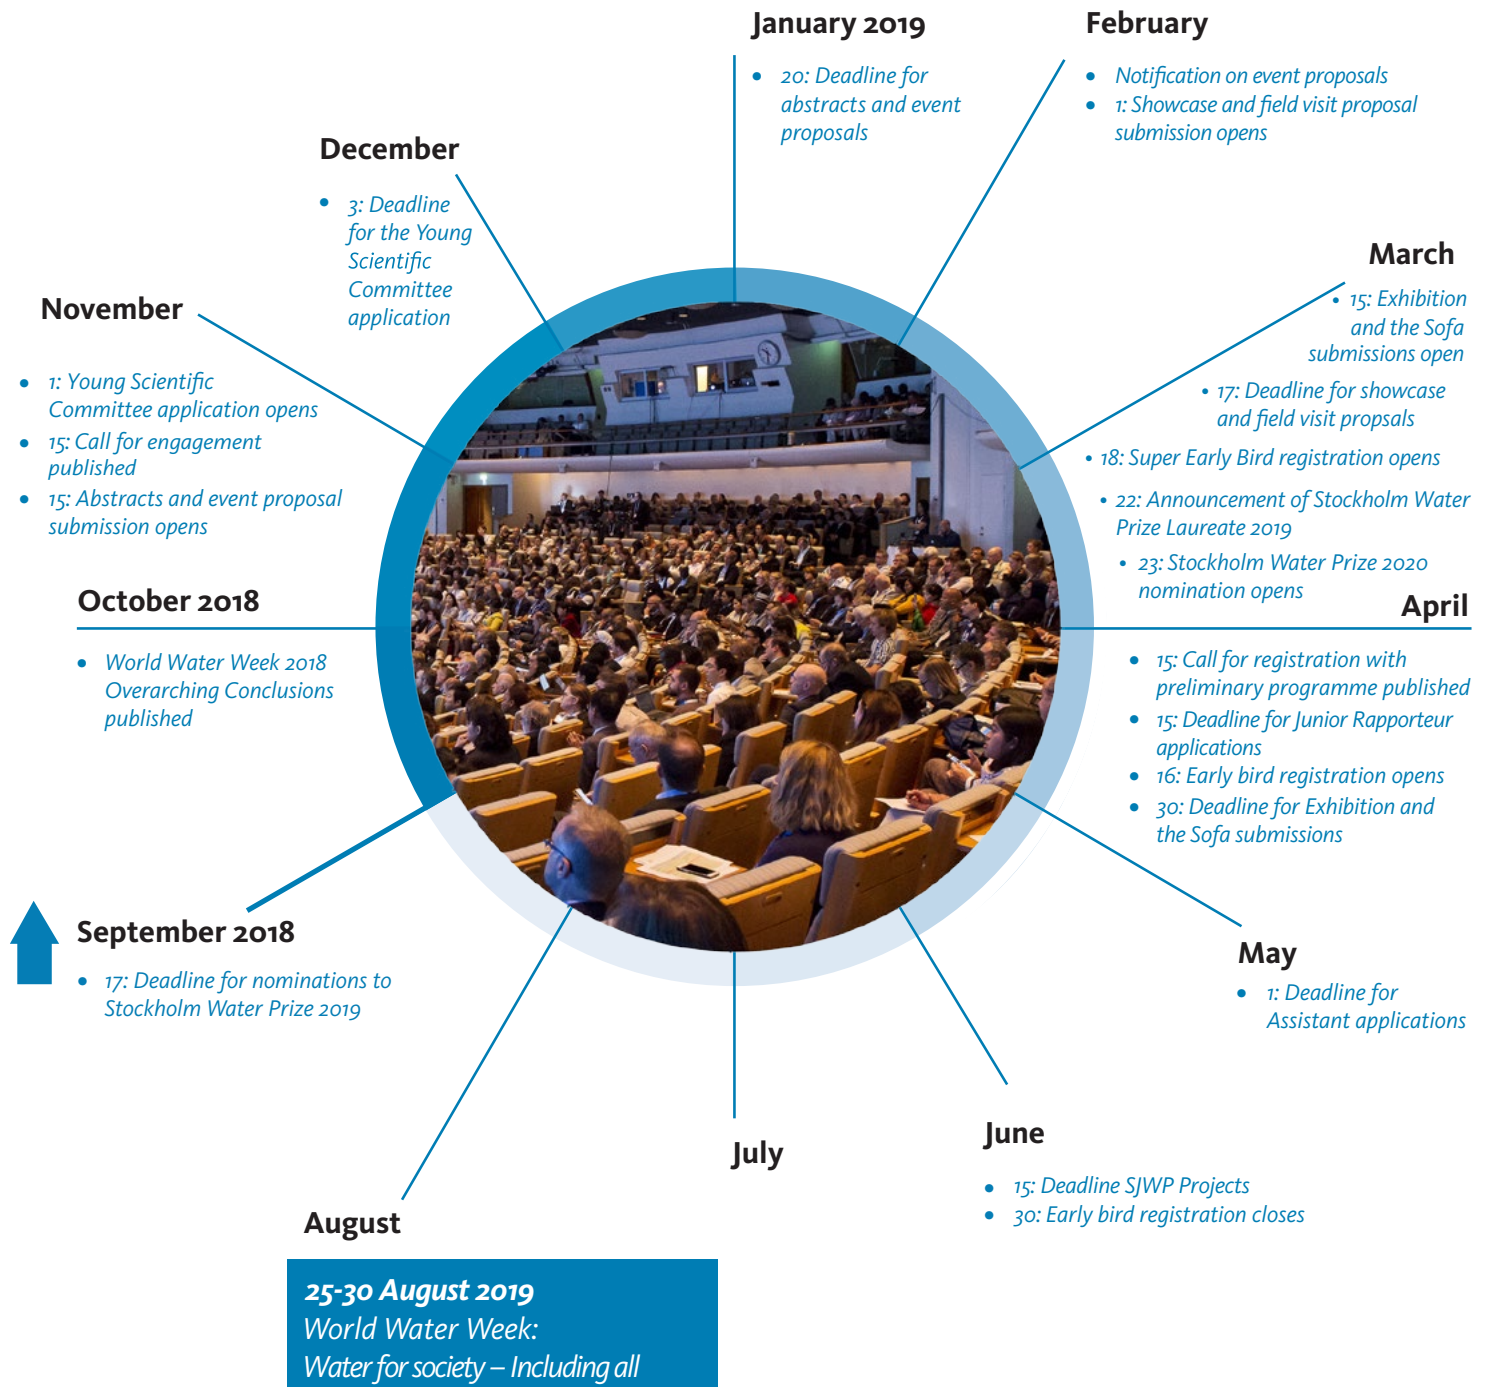 January 2019
20: Deadline for
abstracts and event
proposals
February
Notification on event proposals
1: Showcase and field visit proposal
submission opens
March
15: Exhibition
and the Sofa
submissions open
17: Deadline for showcase
and field visit propsals
18: Super Early Bird registration opens
22: Announcement of Stockholm Water
Prize Laureate 2019
23: Stockholm Water Prize 2020
nomination opens
April
15: Call for registration with
preliminary programme published
15: Deadline for Junior Rapporteur
applications
16: Early bird registration opens
30: Deadline for Exhibition and
the Sofa submissions
May
1: Deadline for
Assistant applications
June
15: Deadline SJWP Projects
30: Early bird registration closes
July
August
25-30 August 2019
World Water Week:
Water for society – Including all
September 2018
17: Deadline for nominations to
Stockholm Water Prize 2019
October 2018
World Water Week 2018
Overarching Conclusions
published
November
1: Young Scientific
Committee application opens
15: Call for engagement
published
15: Abstracts and event proposal
submission opens
December
3: Deadline
for the Young
Scientific
Committee
application